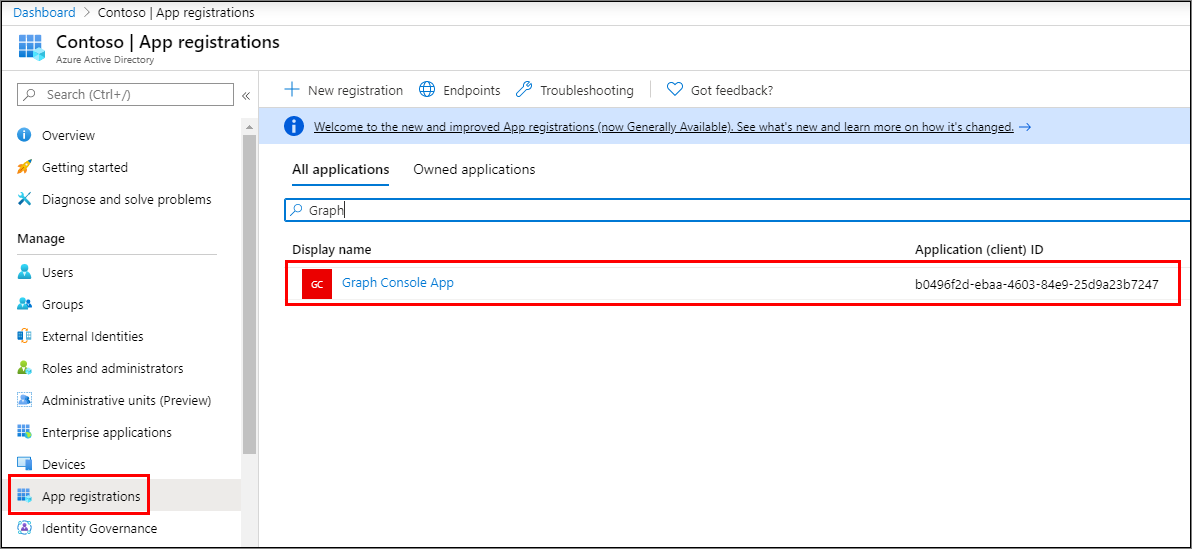 Dashboard > Contoso | App registrations
Contoso | App registrations
Azure Active Directory
Search (Ctrl+/)
«
Overview
Getting started
Diagnose and solve problems
Manage
Users
Groups
External Identities
Roles and administrators
Administrative units (Preview)
Enterprise applications
Devices
App registrations
Identity Governance
New registration
Endpoints
Troubleshooting
Got feedback?
Welcome to the new and improved App registrations (now Generally Available). See what's new and learn more on how it's changed. →
All applications
Owned applications
Graph
Display name
Application (client) ID
GC
Graph Console App
b0496f2d-ebaa-4603-84e9-25d9a23b7247